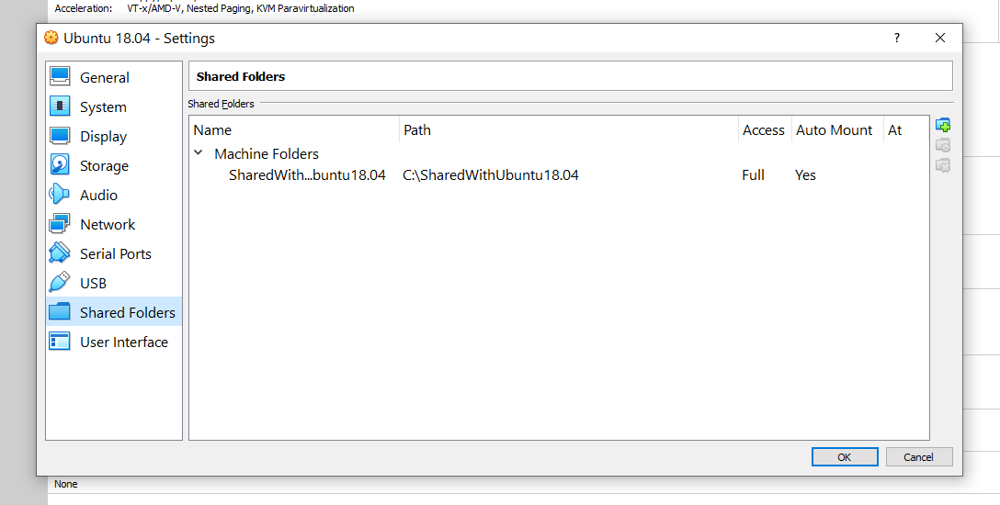 Acceleration: VT-x/AMD-V, Nested Paging, KVM Paravirtualization
Ubuntu 18.04 - Settings
?
General
System
Display
Storage
Audio
Network
Serial Ports
USB
Shared Folders
User Interface
Shared Folders
Shared Folders
Name Path Access Auto Mount At
Machine Folders
SharedWith...buntu18.04 C:\SharedWithUbuntu18.04 Full Yes
OK Cancel
None